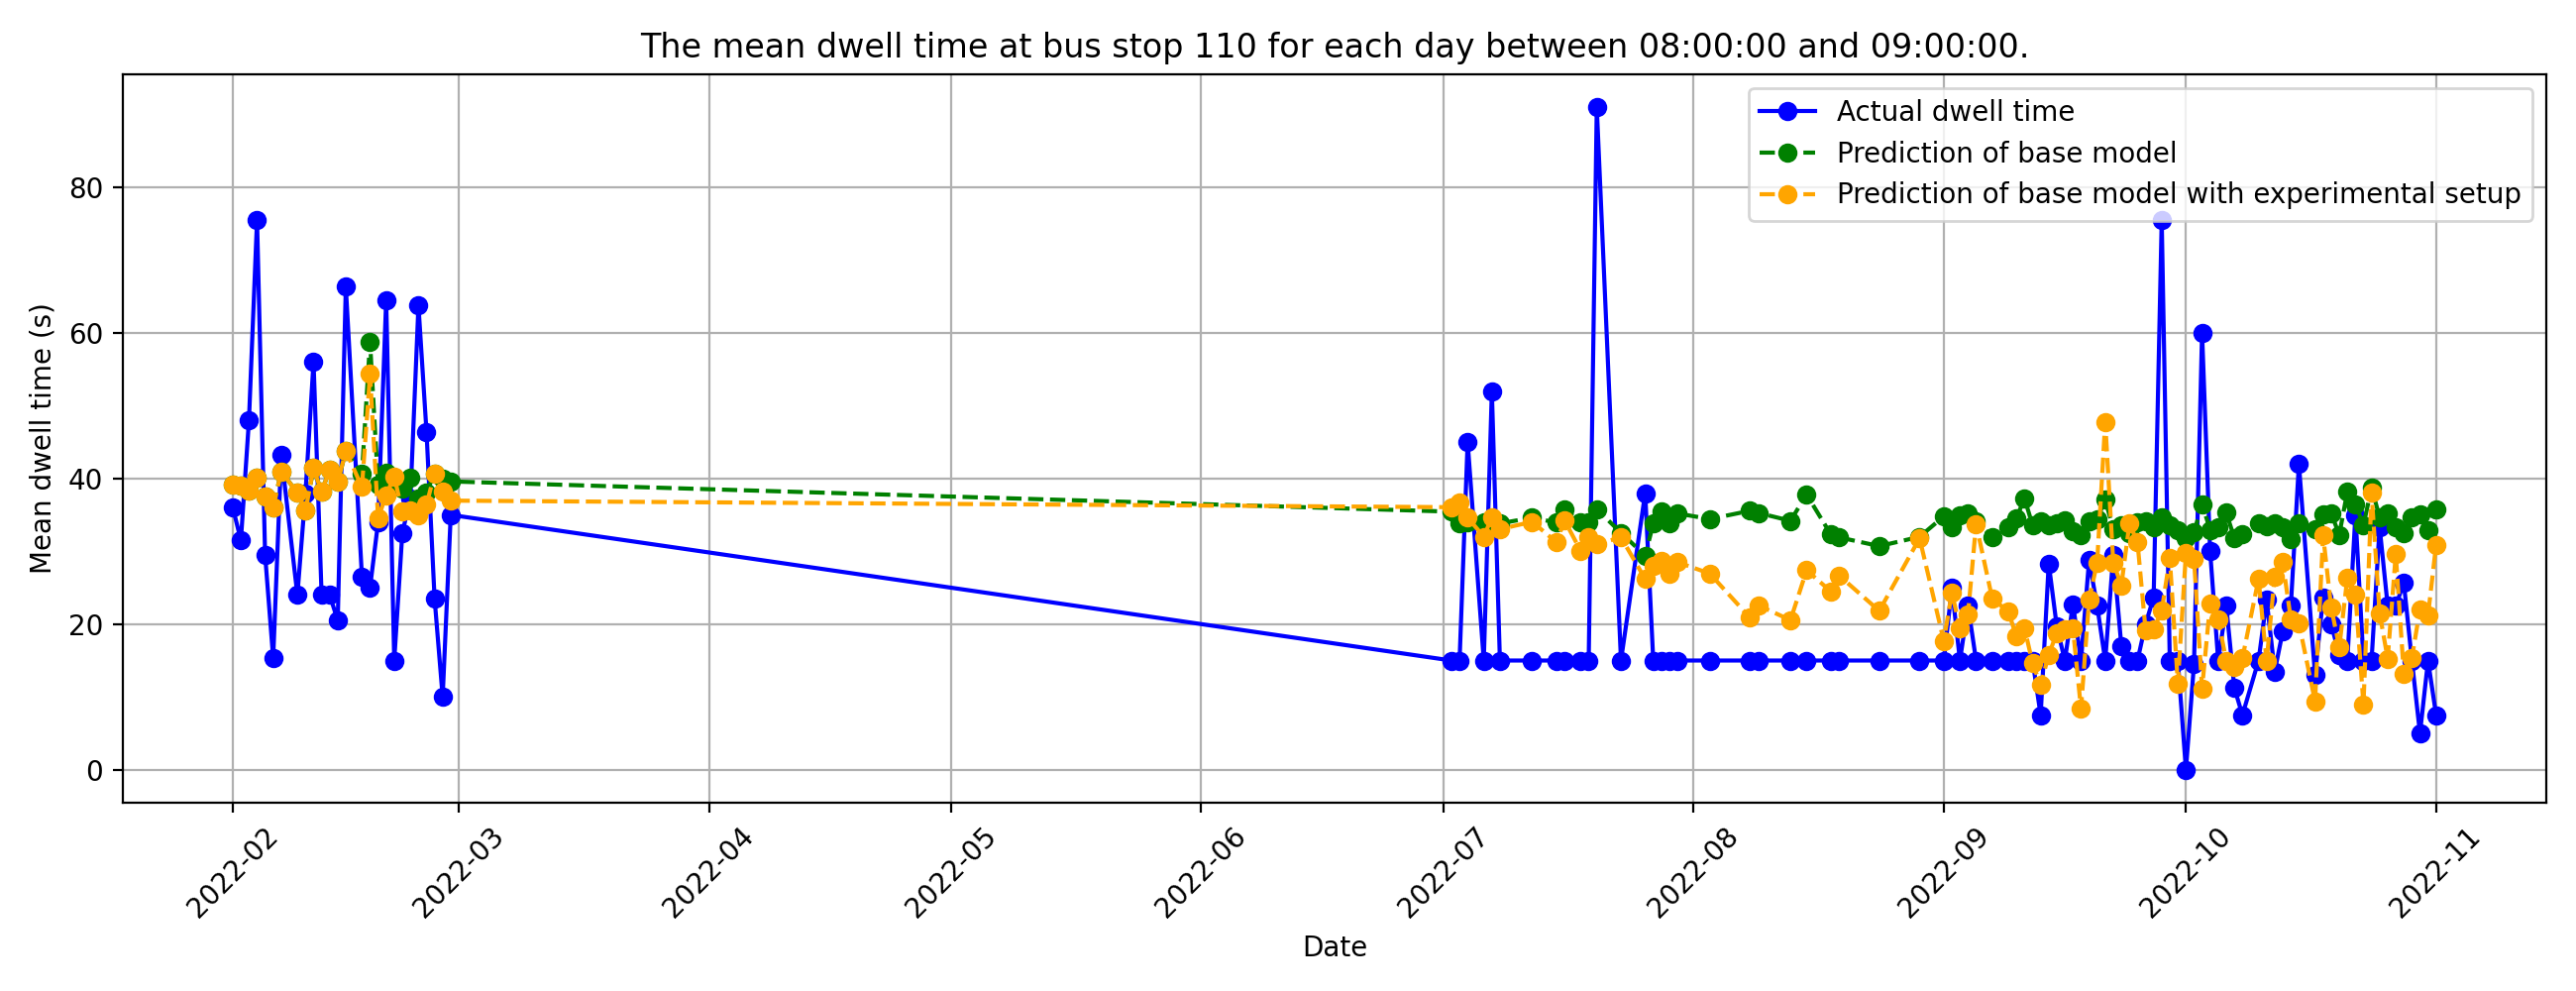 The mean dwell time at bus stop 110 for each day between 08:00:00 and 09:00:00.
Actual dwell time
Prediction of base model
Prediction of base model with experimental setup
Mean dwell time (s)
80
60
40
20
0
2022-02
2022-03
2022-04
2022-05
2022-06
2022-07
2022-08
2022-09
2022-10
2022-11
Date